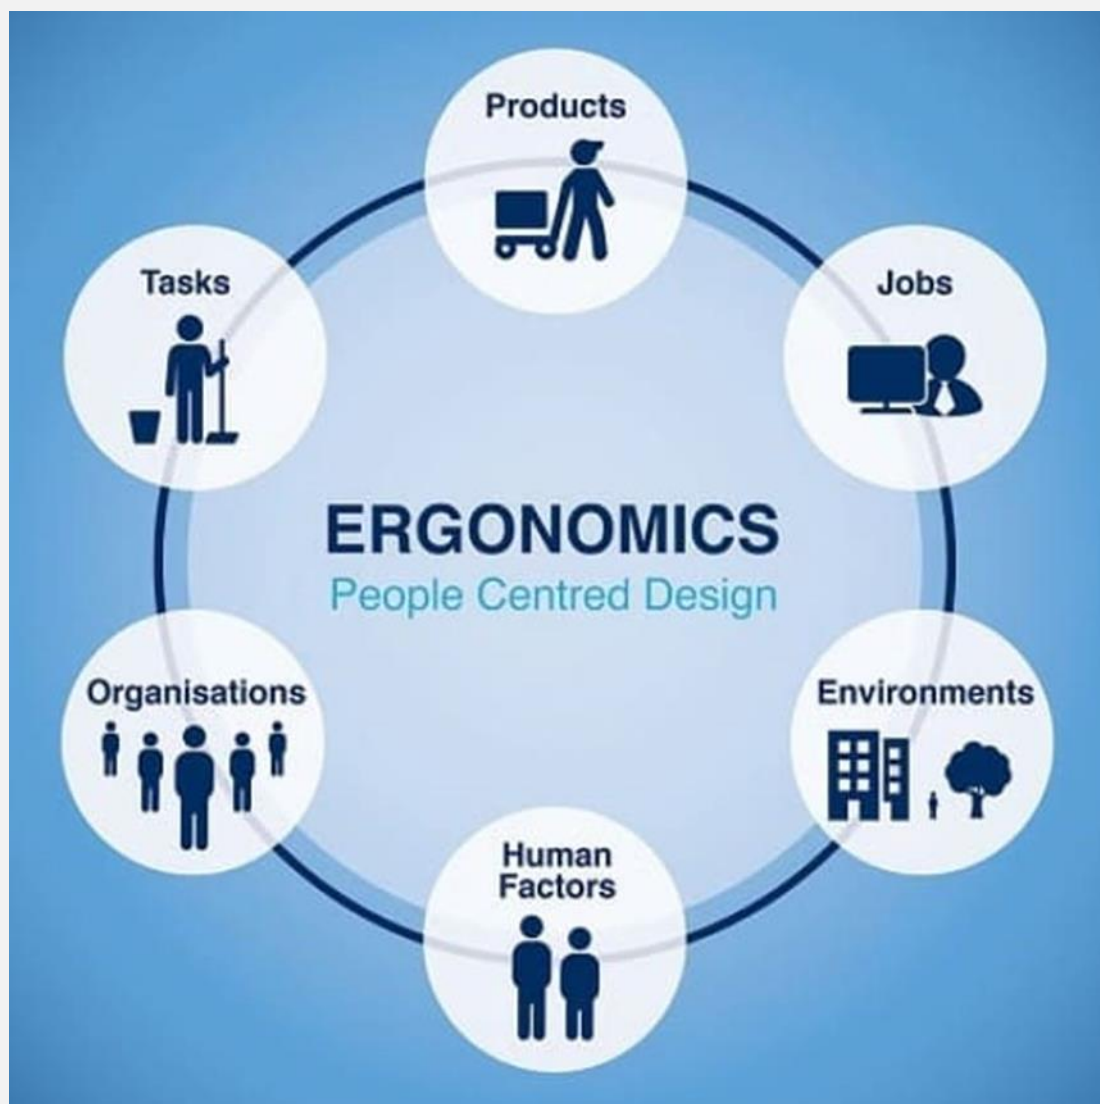 Products
Tasks
Jobs
ERGONOMICS
People Centred Design
Organisations
Environments
Human
Factors